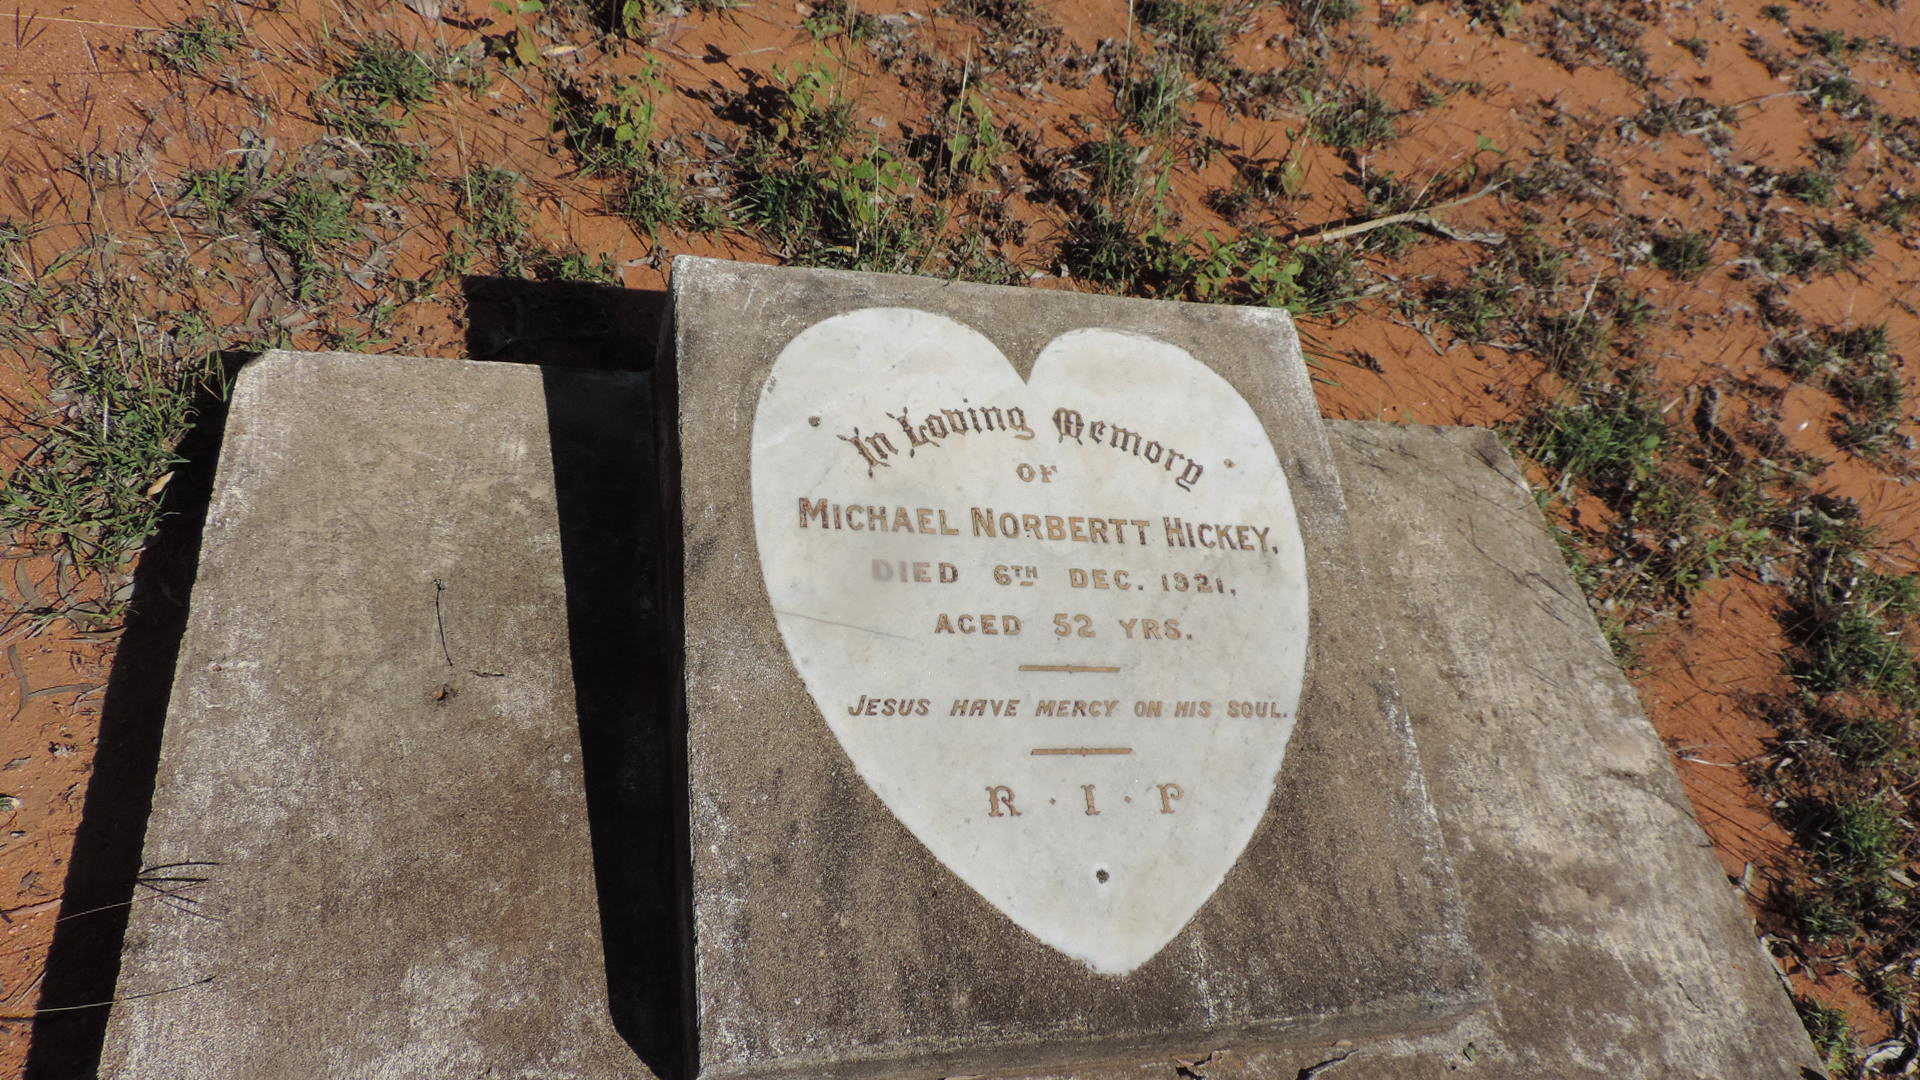 In Loving Memory
OF
MICHAEL NORBERTT HICKEY,
DIED 6TH DEC. 1921,
AGED 52 YRS.
JESUS HAVE MERCY ON HIS SOUL.
R · I · P